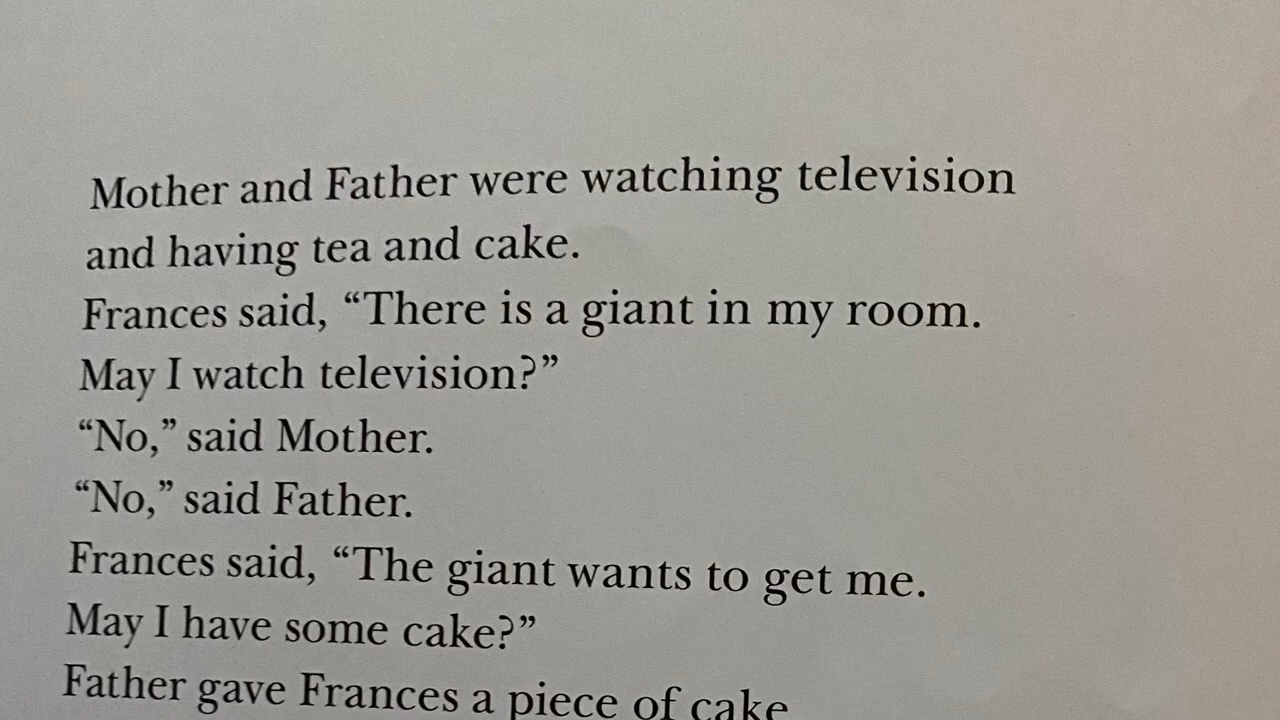 Mother and Father were watching television
and having tea and cake.
Frances said, “There is a giant in my room.
May I watch television?”
“No,” said Mother.
“No,” said Father.
Frances said, “The giant wants to get me.
May I have some cake?”
Father gave Frances a piece of cake